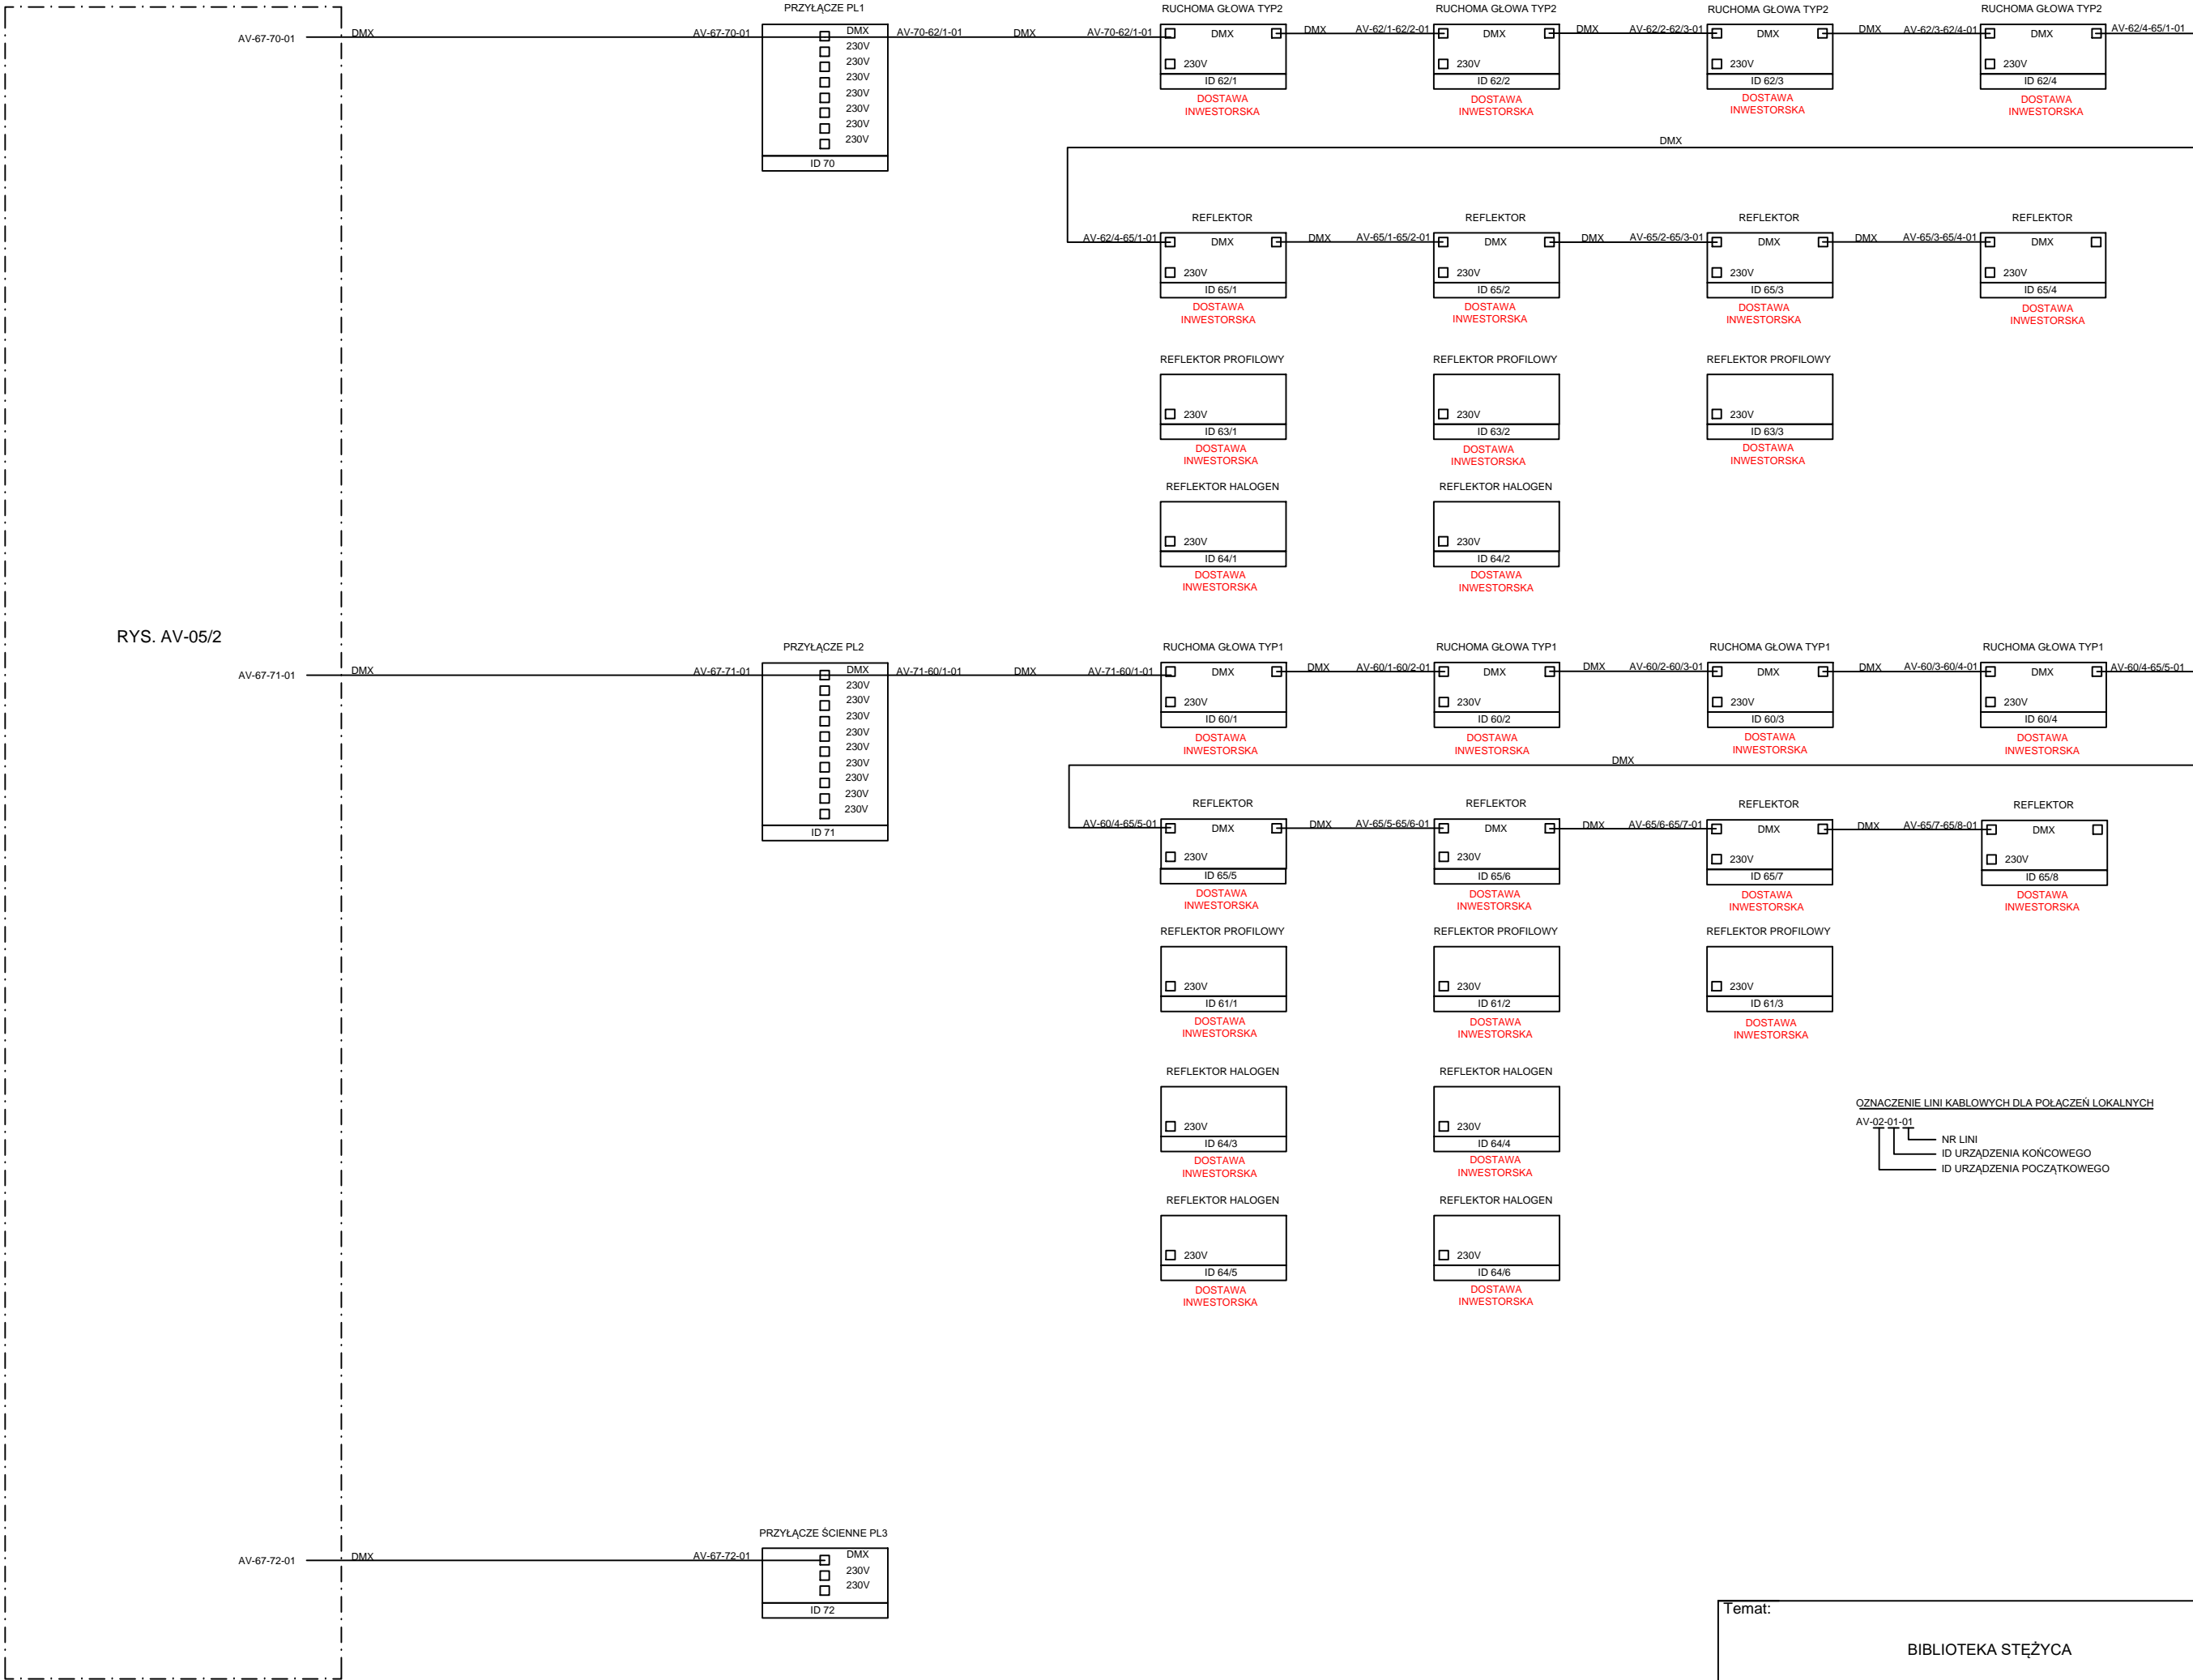 PRZYŁĄCZE PL1
RUCHOMA GŁOWA TYP2
RUCHOMA GŁOWA TYP2
RUCHOMA GŁOWA TYP2
RUCHOMA GŁOWA TYP2
AV-67-70-01
DMX
AV-67-70-01
DMX
230V
230V
230V
230V
230V
230V
230V
ID 70
AV-70-62/1-01
DMX
AV-70-62/1-01
DMX
230V
ID 62/1
DOSTAWA
INWESTORSKA
DMX
AV-62/1-62/2-01
DMX
230V
ID 62/2
DOSTAWA
INWESTORSKA
DMX
AV-62/2-62/3-01
DMX
230V
ID 62/3
DOSTAWA
INWESTORSKA
DMX
AV-62/3-62/4-01
DMX
230V
ID 62/4
DOSTAWA
INWESTORSKA
AV-62/4-65/1-01
DMX
REFLEKTOR
REFLEKTOR
REFLEKTOR
REFLEKTOR
AV-62/4-65/1-01
DMX
230V
ID 65/1
DOSTAWA
INWESTORSKA
DMX
AV-65/1-65/2-01
DMX
230V
ID 65/2
DOSTAWA
INWESTORSKA
DMX
AV-65/2-65/3-01
DMX
230V
ID 65/3
DOSTAWA
INWESTORSKA
DMX
AV-65/3-65/4-01
DMX
230V
ID 65/4
DOSTAWA
INWESTORSKA
REFLEKTOR PROFILOWY
230V
ID 63/1
DOSTAWA
INWESTORSKA
REFLEKTOR PROFILOWY
230V
ID 63/2
DOSTAWA
INWESTORSKA
REFLEKTOR PROFILOWY
230V
ID 63/3
DOSTAWA
INWESTORSKA
REFLEKTOR HALOGEN
230V
ID 64/1
DOSTAWA
INWESTORSKA
REFLEKTOR HALOGEN
230V
ID 64/2
DOSTAWA
INWESTORSKA
RYS. AV-05/2
PRZYŁĄCZE PL2
RUCHOMA GŁOWA TYP1
RUCHOMA GŁOWA TYP1
RUCHOMA GŁOWA TYP1
RUCHOMA GŁOWA TYP1
AV-67-71-01
DMX
AV-67-71-01
DMX
230V
230V
230V
230V
230V
230V
230V
230V
230V
ID 71
AV-71-60/1-01
DMX
AV-71-60/1-01
DMX
230V
ID 60/1
DOSTAWA
INWESTORSKA
DMX
AV-60/1-60/2-01
DMX
230V
ID 60/2
DOSTAWA
INWESTORSKA
DMX
AV-60/2-60/3-01
DMX
230V
ID 60/3
DOSTAWA
INWESTORSKA
DMX
AV-60/3-60/4-01
DMX
230V
ID 60/4
DOSTAWA
INWESTORSKA
AV-60/4-65/5-01
DMX
REFLEKTOR
REFLEKTOR
REFLEKTOR
REFLEKTOR
AV-60/4-65/5-01
DMX
230V
ID 65/5
DOSTAWA
INWESTORSKA
DMX
AV-65/5-65/6-01
DMX
230V
ID 65/6
DOSTAWA
INWESTORSKA
DMX
AV-65/6-65/7-01
DMX
230V
ID 65/7
DOSTAWA
INWESTORSKA
DMX
AV-65/7-65/8-01
DMX
230V
ID 65/8
DOSTAWA
INWESTORSKA
REFLEKTOR PROFILOWY
230V
ID 61/1
DOSTAWA
INWESTORSKA
REFLEKTOR PROFILOWY
230V
ID 61/2
DOSTAWA
INWESTORSKA
REFLEKTOR PROFILOWY
230V
ID 61/3
DOSTAWA
INWESTORSKA
REFLEKTOR HALOGEN
230V
ID 64/3
DOSTAWA
INWESTORSKA
REFLEKTOR HALOGEN
230V
ID 64/4
DOSTAWA
INWESTORSKA
OZNACZENIE LINI KABLOWYCH DLA POŁĄCZEŃ LOKALNYCH
AV-02-01-01
NR LINI
ID URZĄDZENIA KOŃCOWEGO
ID URZĄDZENIA POCZĄTKOWEGO
REFLEKTOR HALOGEN
230V
ID 64/5
DOSTAWA
INWESTORSKA
REFLEKTOR HALOGEN
230V
ID 64/6
DOSTAWA
INWESTORSKA
PRZYŁĄCZE ŚCIENNE PL3
AV-67-72-01
DMX
AV-67-72-01
DMX
230V
230V
ID 72
Temat:
BIBLIOTEKA STĘŻYCA